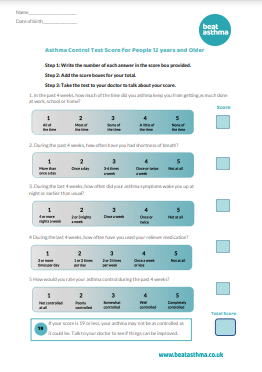 Name
Date of birth
beat
asthma
Asthma Control Test Score for People 12 years and Older
Step 1: Write the number of each answer in the score box provided.
Step 2: Add the score boxes for your total.
Step 3: Take the test to your doctor to talk about your score.
1. In the past 4 weeks, how much of the time did you asthma keep you from getting as much done
at work, school or home?
Score
1 2 3 4 5
All of Most of Some of A little of None of
the time the time the time the time the time
2. During the past 4 weeks, how often have you had shortness of breath?
1 2 3 4 5
More than Once a day 3-6 times Once or twice Not at all
once a day a week a week
3. During the last 4 weeks, how often did your asthma symptoms wake you up at
night or earlier than usual?
1 2 3 4 5
4 or more 2 or 3 nights Once a week Once or Not at all
nights a week a week twice
4. During the last 4 weeks, how often have you used your reliever medication?
1 2 3 4 5
3 or more 1 or 2 times 2 or 3 times Once a week Not at all
times per day per day per week or less
5. How would you rate your asthma control during the past 4 weeks?
1 2 3 4 5
Not controlled Poorly Somewhat Well Completely
at all controlled controlled controlled controlled
Total Score
19
If your score is 19 or less, your asthma may not be as controlled as
it could be. Talk to your doctor to see if things can be improved.
www.beatasthma.co.uk